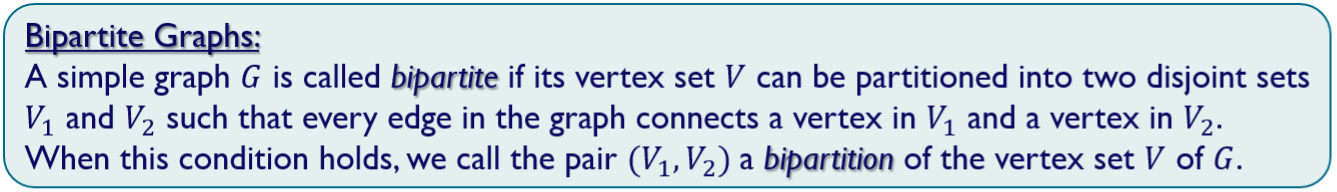 Bipartite Graphs:
A simple graph G is called bipartite if its vertex set V can be partitioned into two disjoint sets
V₁ and V₂ such that every edge in the graph connects a vertex in V₁ and a vertex in V₂.
When this condition holds, we call the pair (V₁, V₂) a bipartition of the vertex set V of G.